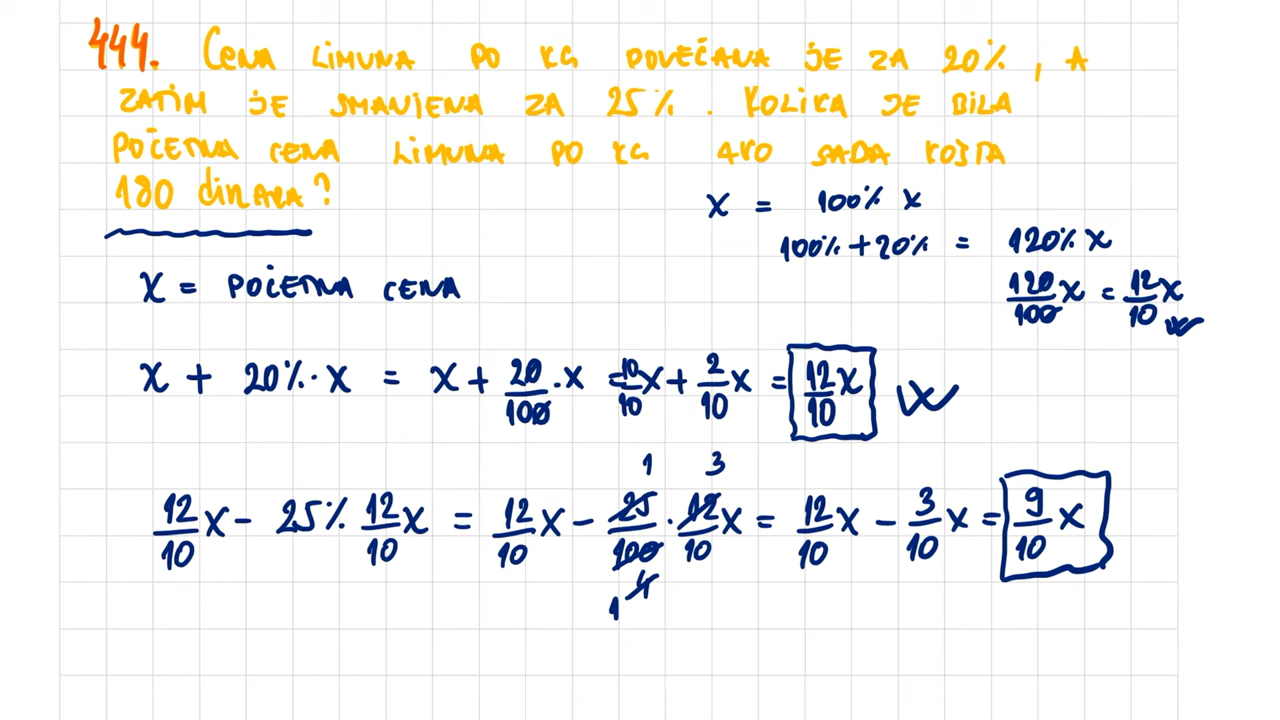 444. CENA LIMUNA PO KG POVEĆANA JE ZA 20%, A
ZATIM JE SMANJENA ZA 25%. KOLIKA JE BILA
POČETNA CENA LIMUNA PO KG AKO SADA KOŠTA
180 dinara?
x = 100% x
100% + 20% = 120% x
120/100 x = 12/10 x
x = POČETNA CENA
x + 20% · x = x + 20/100 · x = 10/10 x + 2/10 x = 12/10 x
1 3
12/10 x - 25% 12/10 x = 12/10 x - 25/100 · 12/10 x = 12/10 x - 3/10 x = 9/10 x
1 4